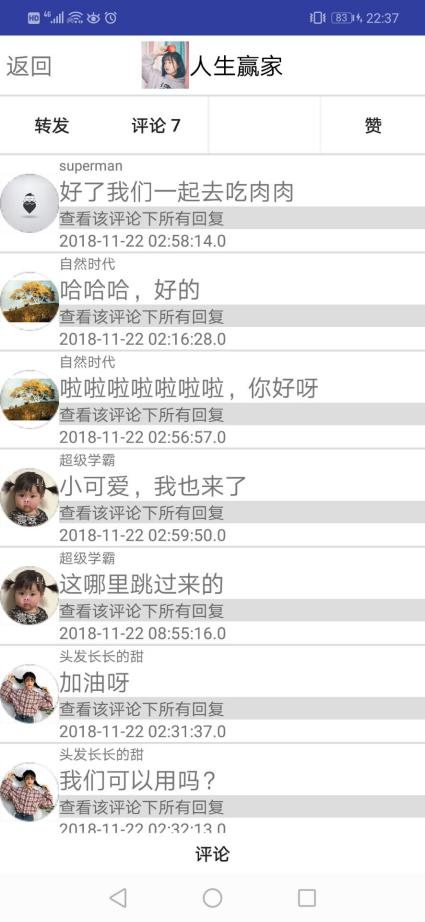 HD 46 83 22:37
返回 人生赢家
转发 评论 7 赞
superman
好了我们一起去吃肉肉
查看该评论下所有回复
2018-11-22 02:58:14.0
自然时代
哈哈哈，好的
查看该评论下所有回复
2018-11-22 02:16:28.0
自然时代
啦啦啦啦啦啦啦，你好呀
查看该评论下所有回复
2018-11-22 02:56:57.0
超级学霸
小可爱，我也来了
查看该评论下所有回复
2018-11-22 02:59:50.0
超级学霸
这哪里跳过来的
查看该评论下所有回复
2018-11-22 08:55:16.0
头发长长的甜
加油呀
查看该评论下所有回复
2018-11-22 02:31:37.0
头发长长的甜
我们可以用吗？
查看该评论下所有回复
2018-11-22 02:32:13.0
评论